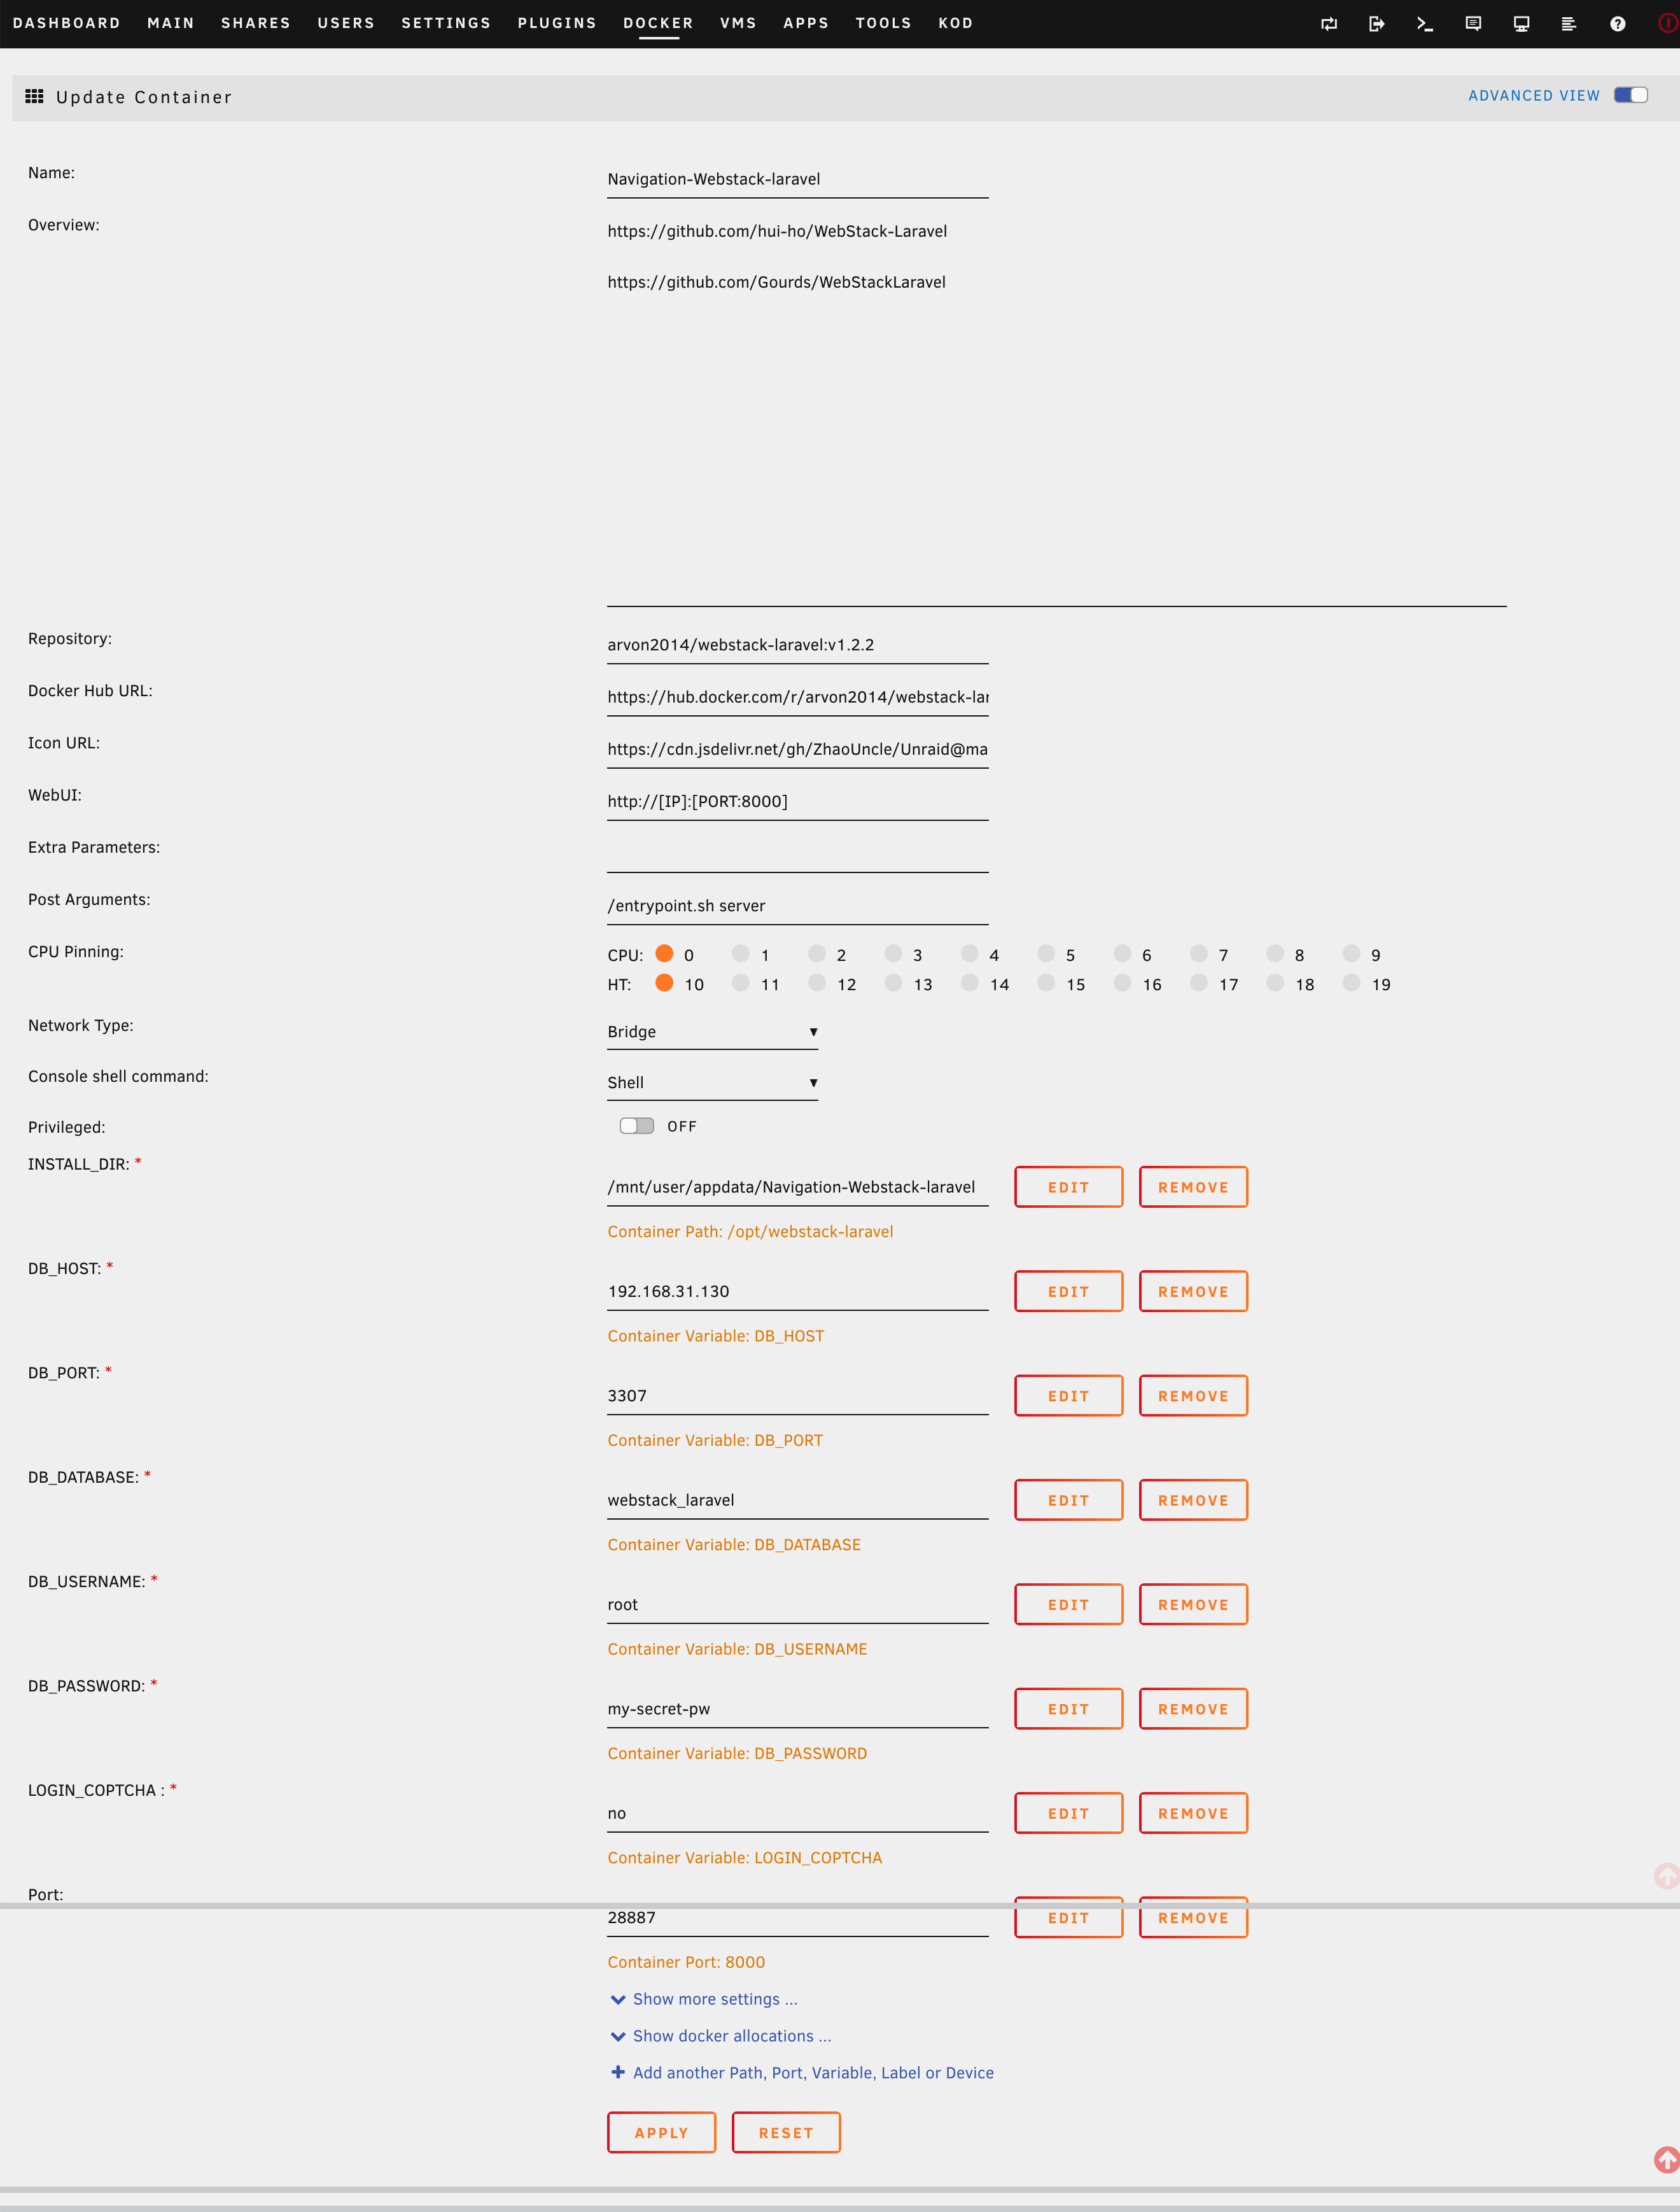 DASHBOARD MAIN SHARES USERS SETTINGS PLUGINS DOCKER VMS APPS TOOLS KOD
Update Container
ADVANCED VIEW
Name:
Navigation-Webstack-laravel
Overview:
https://github.com/hui-ho/WebStack-Laravel
https://github.com/Gourds/WebStackLaravel
Repository:
arvon2014/webstack-laravel:v1.2.2
Docker Hub URL:
https://hub.docker.com/r/arvon2014/webstack-lar
Icon URL:
https://cdn.jsdelivr.net/gh/ZhaoUncle/Unraid@ma
WebUI:
http://[IP]:[PORT:8000]
Extra Parameters:
Post Arguments:
/entrypoint.sh server
CPU Pinning:
CPU: 0 1 2 3 4 5 6 7 8 9
HT: 10 11 12 13 14 15 16 17 18 19
Network Type:
Bridge
Console shell command:
Shell
Privileged:
OFF
INSTALL_DIR: *
/mnt/user/appdata/Navigation-Webstack-laravel EDIT REMOVE
Container Path: /opt/webstack-laravel
DB_HOST: *
192.168.31.130 EDIT REMOVE
Container Variable: DB_HOST
DB_PORT: *
3307 EDIT REMOVE
Container Variable: DB_PORT
DB_DATABASE: *
webstack_laravel EDIT REMOVE
Container Variable: DB_DATABASE
DB_USERNAME: *
root EDIT REMOVE
Container Variable: DB_USERNAME
DB_PASSWORD: *
my-secret-pw EDIT REMOVE
Container Variable: DB_PASSWORD
LOGIN_COPTCHA : *
no EDIT REMOVE
Container Variable: LOGIN_COPTCHA
Port:
28887 EDIT REMOVE
Container Port: 8000
Show more settings ...
Show docker allocations ...
Add another Path, Port, Variable, Label or Device
APPLY RESET